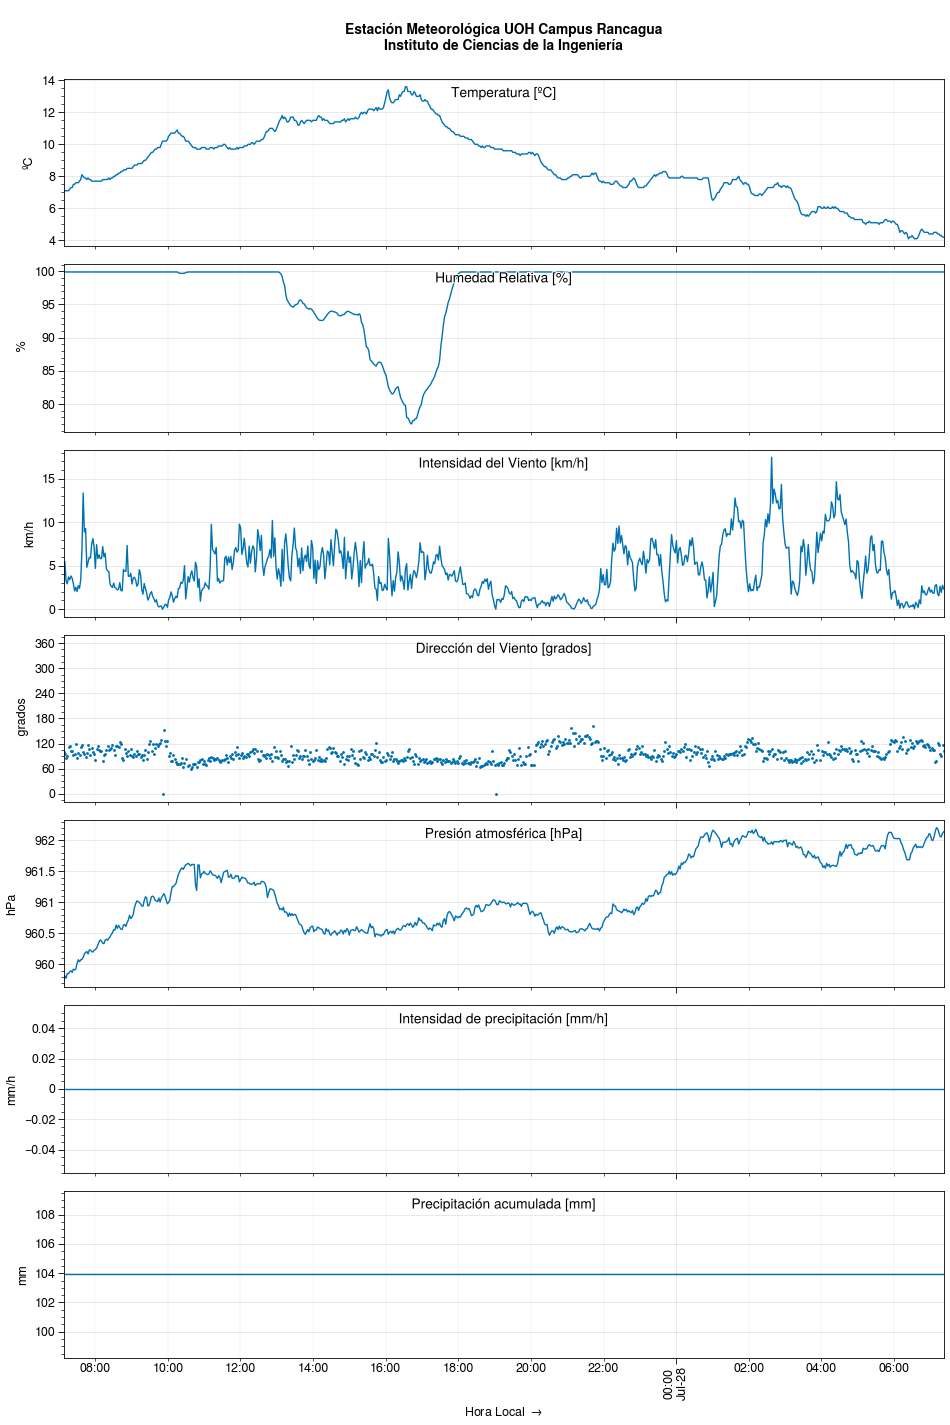 Estación Meteorológica UOH Campus Rancagua
Instituto de Ciencias de la Ingeniería
Temperatura [ºC]
ºC
14
12
10
8
6
4
Humedad Relativa [%]
%
100
95
90
85
80
Intensidad del Viento [km/h]
km/h
15
10
5
0
Dirección del Viento [grados]
grados
360
300
240
180
120
60
0
Presión atmosférica [hPa]
hPa
962
961.5
961
960.5
960
Intensidad de precipitación [mm/h]
mm/h
0.04
0.02
0
−0.02
−0.04
Precipitación acumulada [mm]
mm
108
106
104
102
100
08:00
10:00
12:00
14:00
16:00
18:00
20:00
22:00
00:00
Jul-28
02:00
04:00
06:00
Hora Local →